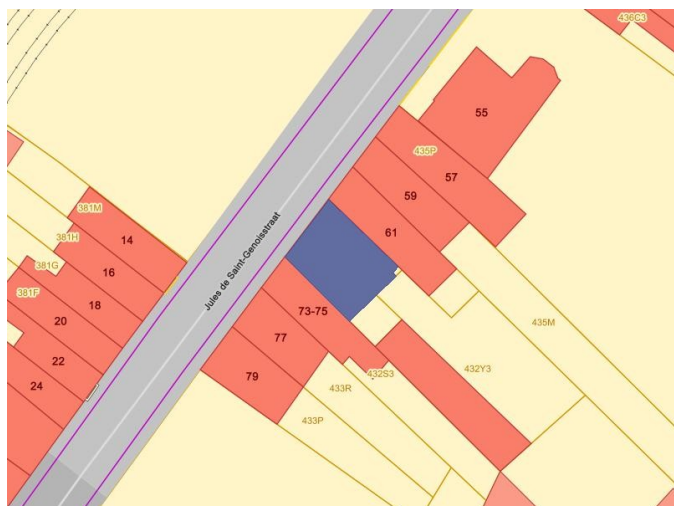 436C3
55
435P
57
59
61
381M
14
381H
16
381G
18
381F
20
22
24
Jules de Saint-Genoisstraat
73-75
77
79
435M
432Y3
432S3
433R
433P